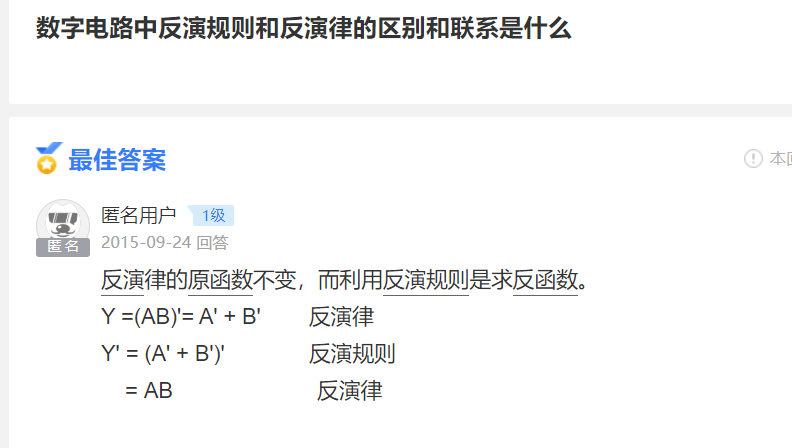 数字电路中反演规则和反演律的区别和联系是什么
最佳答案
本回
匿名用户 1级
匿名
2015-09-24 回答
反演律的原函数不变，而利用反演规则是求反函数。
Y =(AB)'= A' + B' 反演律
Y' = (A' + B')' 反演规则
= AB 反演律